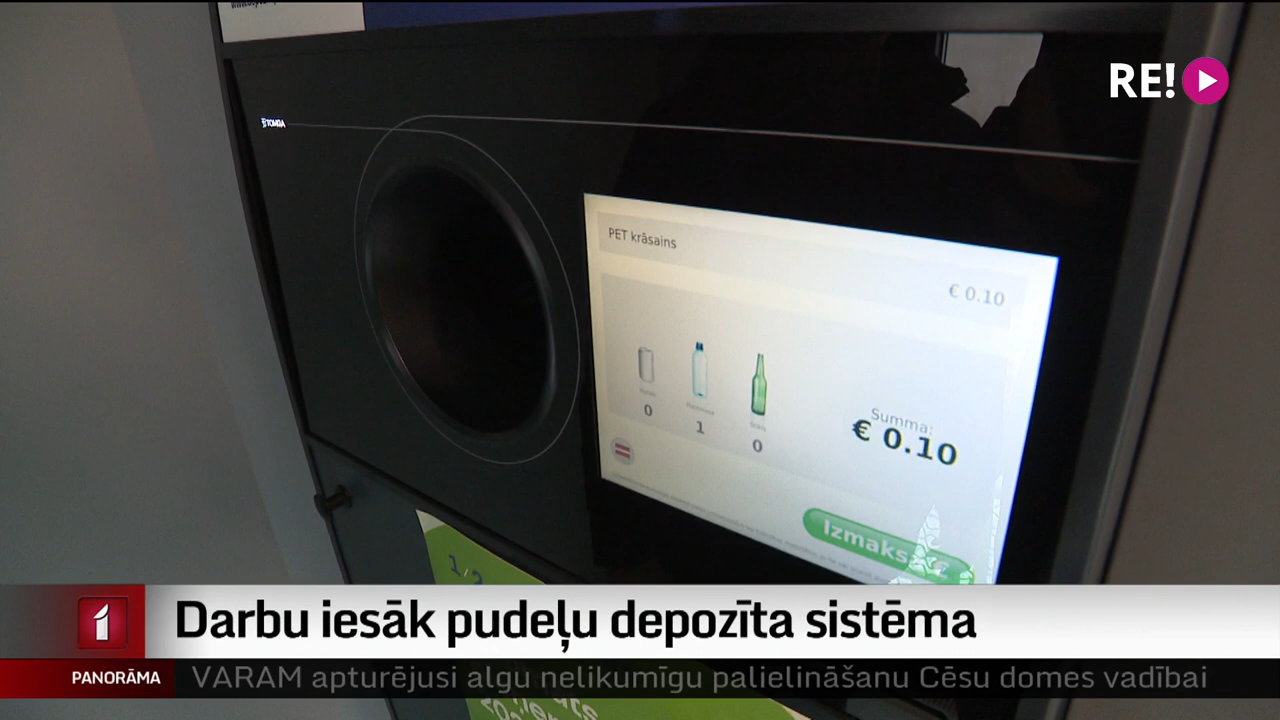 RE!
TOMRA
PET krāsains
€ 0.10
0
1
0
Summa:
€ 0.10
1/2
Darbu iesāk pudeļu depozīta sistēma
PANORĀMA
VARAM apturējusi algu nelikumīgu palielināšanu Cēsu domes vadībai